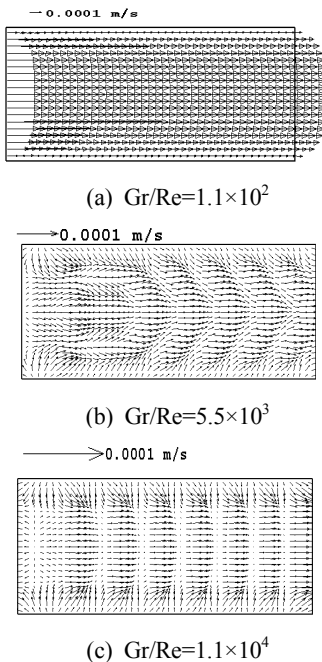 0.0001 m/s
(a) Gr/Re=1.1×10²
0.0001 m/s
(b) Gr/Re=5.5×10³
0.0001 m/s
(c) Gr/Re=1.1×10⁴